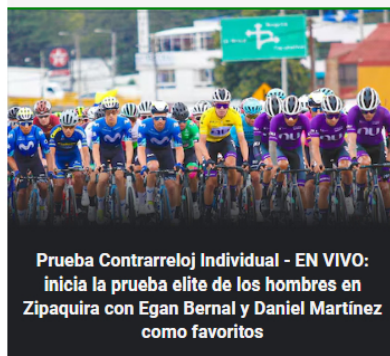 Prueba Contrarreloj Individual - EN VIVO:
inicia la prueba elite de los hombres en
Zipaquira con Egan Bernal y Daniel Martínez
como favoritos